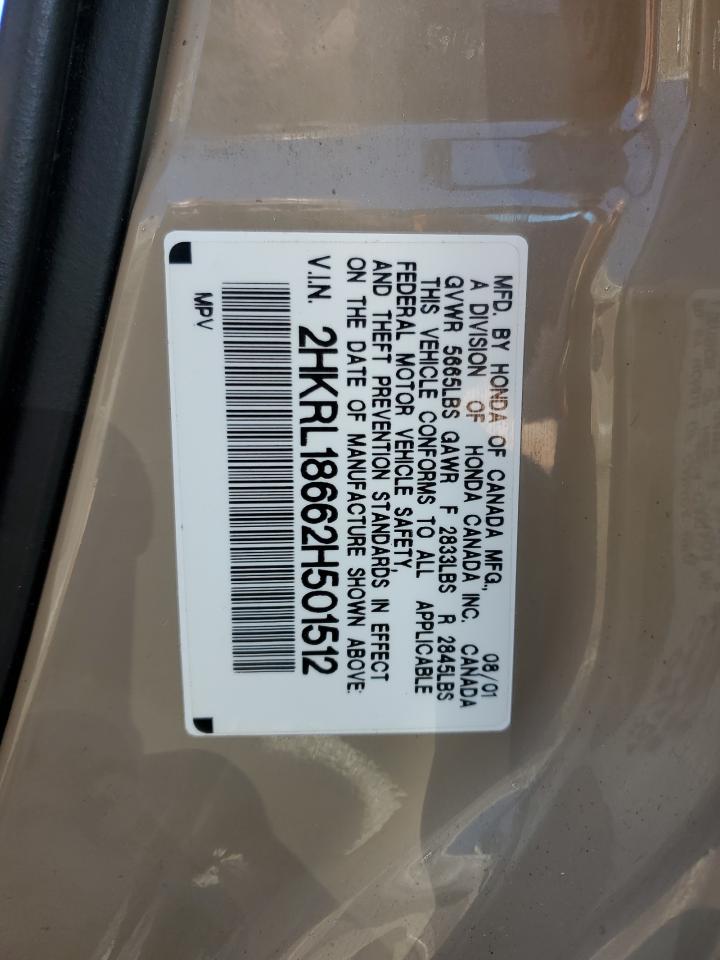 MFD. BY HONDA OF CANADA MFG., 08/01
A DIVISION OF HONDA CANADA INC. CANADA
GVWR 5665LBS GAWR F 2833LBS R 2845LBS
THIS VEHICLE CONFORMS TO ALL APPLICABLE
FEDERAL MOTOR VEHICLE SAFETY,
AND THEFT PREVENTION STANDARDS IN EFFECT
ON THE DATE OF MANUFACTURE SHOWN ABOVE:
V.I.N. 2HKRL18662H501512
MPV